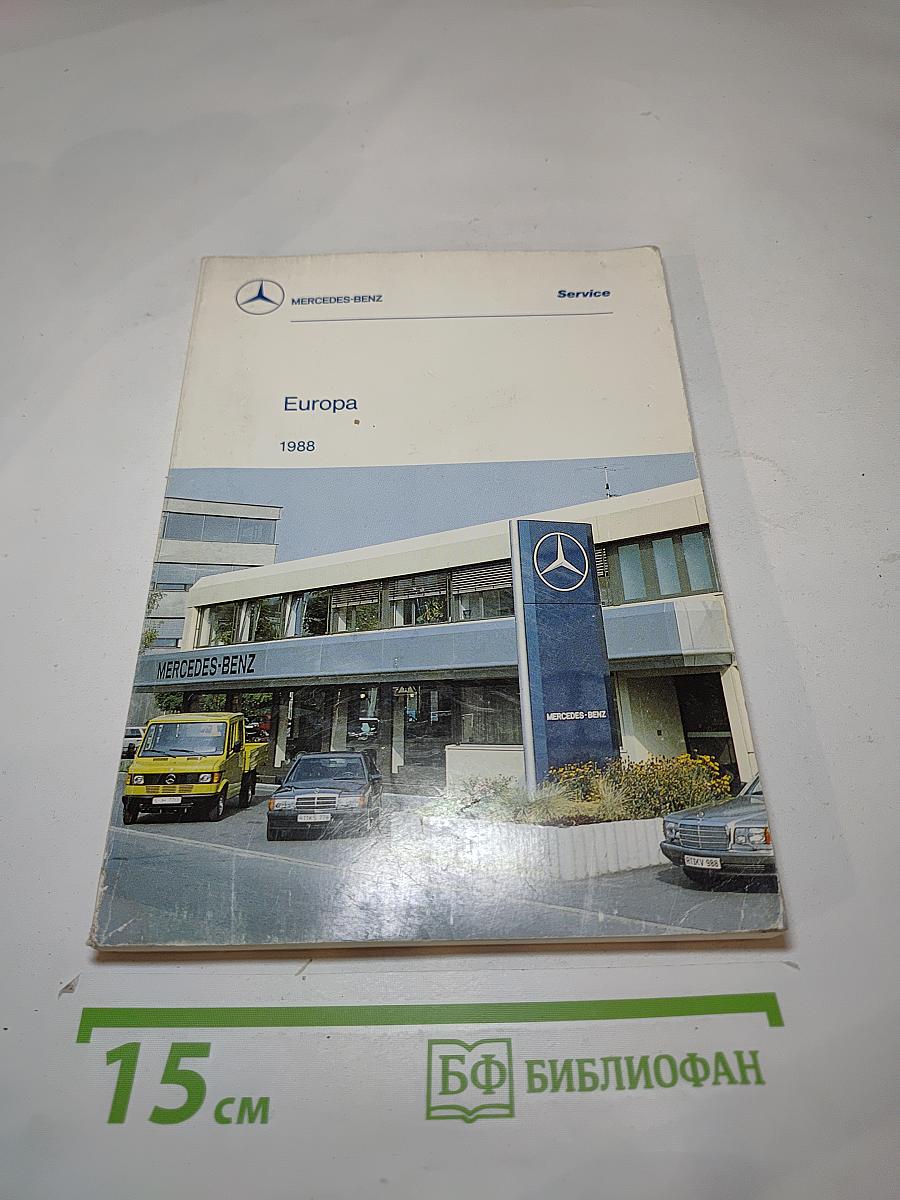 MERCEDES-BENZ
Service
Europa
1988
MERCEDES-BENZ
MERCEDES-BENZ
15 см
БФ БИБЛИОФАН